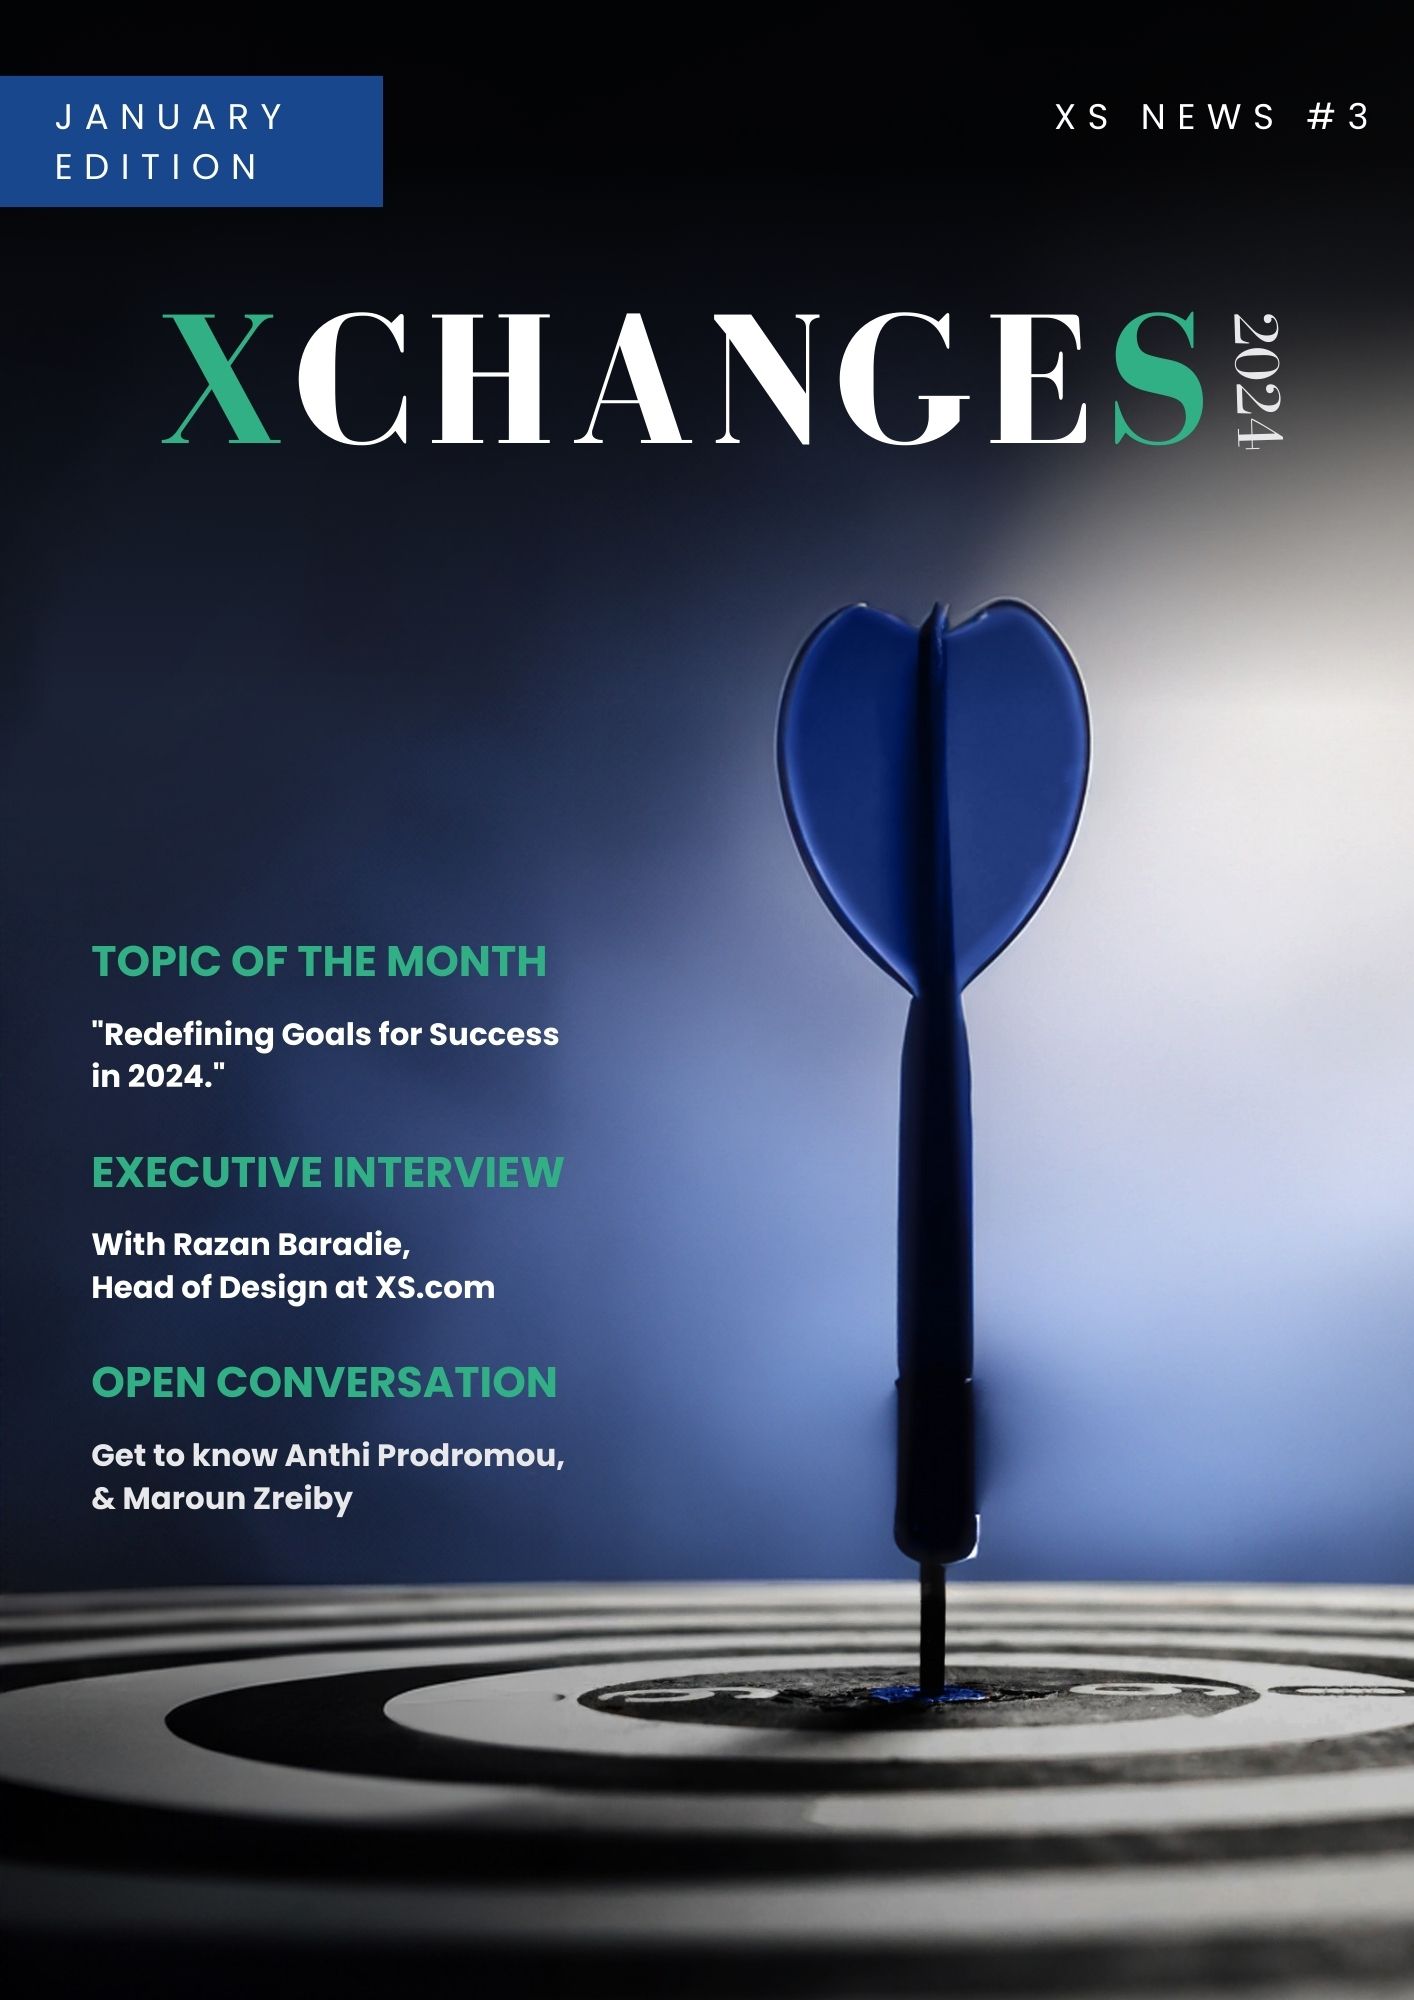 JANUARY
EDITION
XS NEWS #3
XCHANGES
2024
TOPIC OF THE MONTH
"Redefining Goals for Success
in 2024."
EXECUTIVE INTERVIEW
With Razan Baradie,
Head of Design at XS.com
OPEN CONVERSATION
Get to know Anthi Prodromou,
& Maroun Zreiby